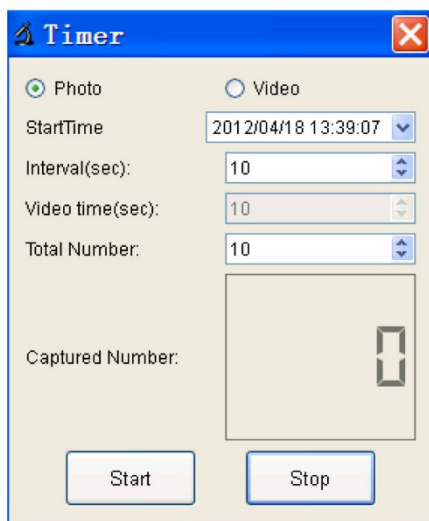 Timer
Photo Video
StartTime 2012/04/18 13:39:07
Interval(sec): 10
Video time(sec): 10
Total Number: 10
Captured Number: 0
Start Stop